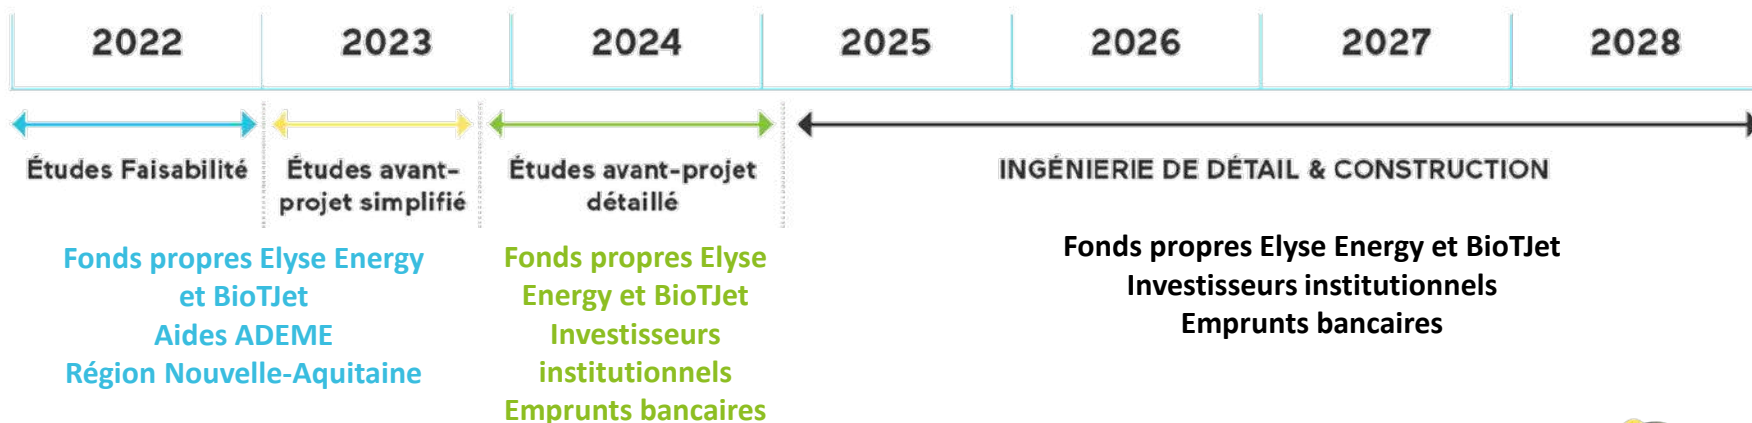 2022 2023 2024 2025 2026 2027 2028
Études Faisabilité
Études avant-
projet simplifié
Études avant-projet
détaillé
INGÉNIERIE DE DÉTAIL & CONSTRUCTION
Fonds propres Elyse Energy
et BioTJet
Aides ADEME
Région Nouvelle-Aquitaine
Fonds propres Elyse
Energy et BioTJet
Investisseurs
institutionnels
Emprunts bancaires
Fonds propres Elyse Energy et BioTJet
Investisseurs institutionnels
Emprunts bancaires